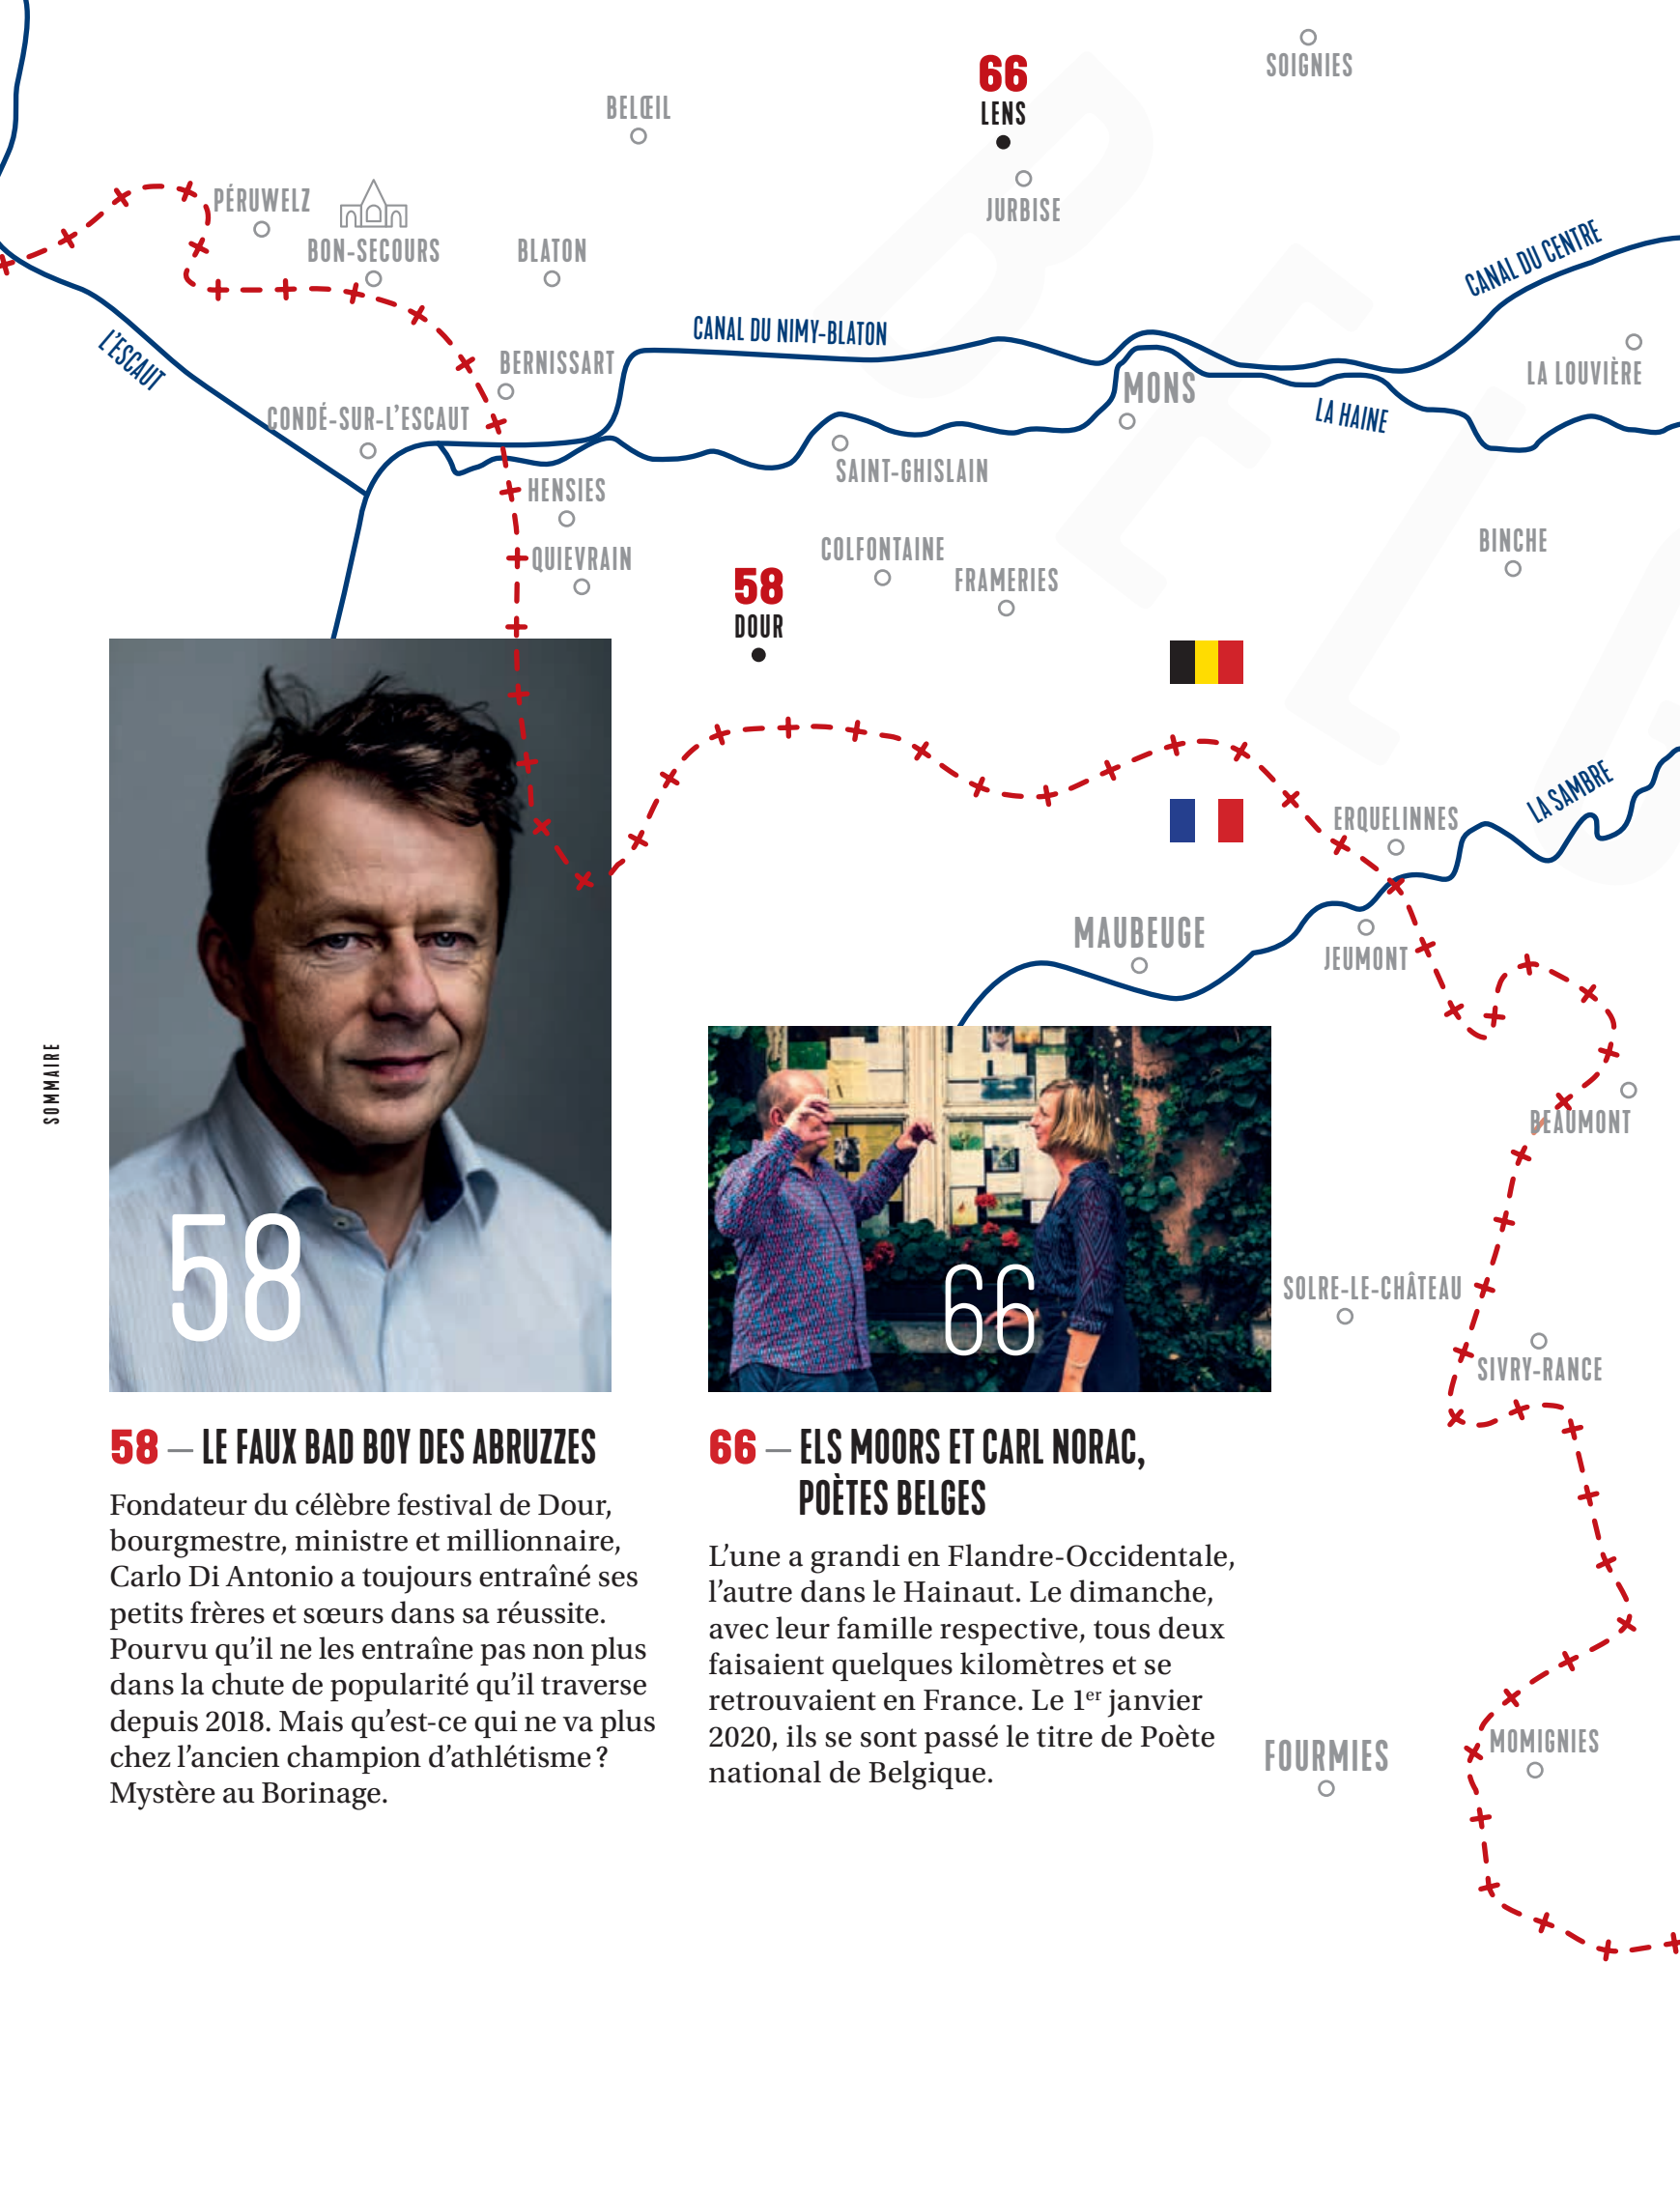 SOIGNIES
66
LENS
BELŒIL
JURBISE
PÉRUWELZ
BON-SECOURS
BLATON
CANAL DU CENTRE
CANAL DU NIMY-BLATON
L'ESCAUT
BERNISSART
LA LOUVIÈRE
MONS
LA HAINE
CONDÉ-SUR-L'ESCAUT
SAINT-GHISLAIN
HENSIES
QUIEVRAIN
COLFONTAINE
FRAMERIES
BINCHE
58
DOUR
LA SAMBRE
ERQUELINNES
MAUBEUGE
JEUMONT
BEAUMONT
SOMMAIRE
58
66
SOLRE-LE-CHÂTEAU
SIVRY-RANCE
58 — LE FAUX BAD BOY DES ABRUZZES
Fondateur du célèbre festival de Dour,
bourgmestre, ministre et millionnaire,
Carlo Di Antonio a toujours entraîné ses
petits frères et sœurs dans sa réussite.
Pourvu qu'il ne les entraîne pas non plus
dans la chute de popularité qu'il traverse
depuis 2018. Mais qu'est-ce qui ne va plus
chez l'ancien champion d'athlétisme ?
Mystère au Borinage.
66 — ELS MOORS ET CARL NORAC,
POÈTES BELGES
L'une a grandi en Flandre-Occidentale,
l'autre dans le Hainaut. Le dimanche,
avec leur famille respective, tous deux
faisaient quelques kilomètres et se
retrouvaient en France. Le 1er janvier
2020, ils se sont passé le titre de Poète
national de Belgique.
FOURMIES
MOMIGNIES